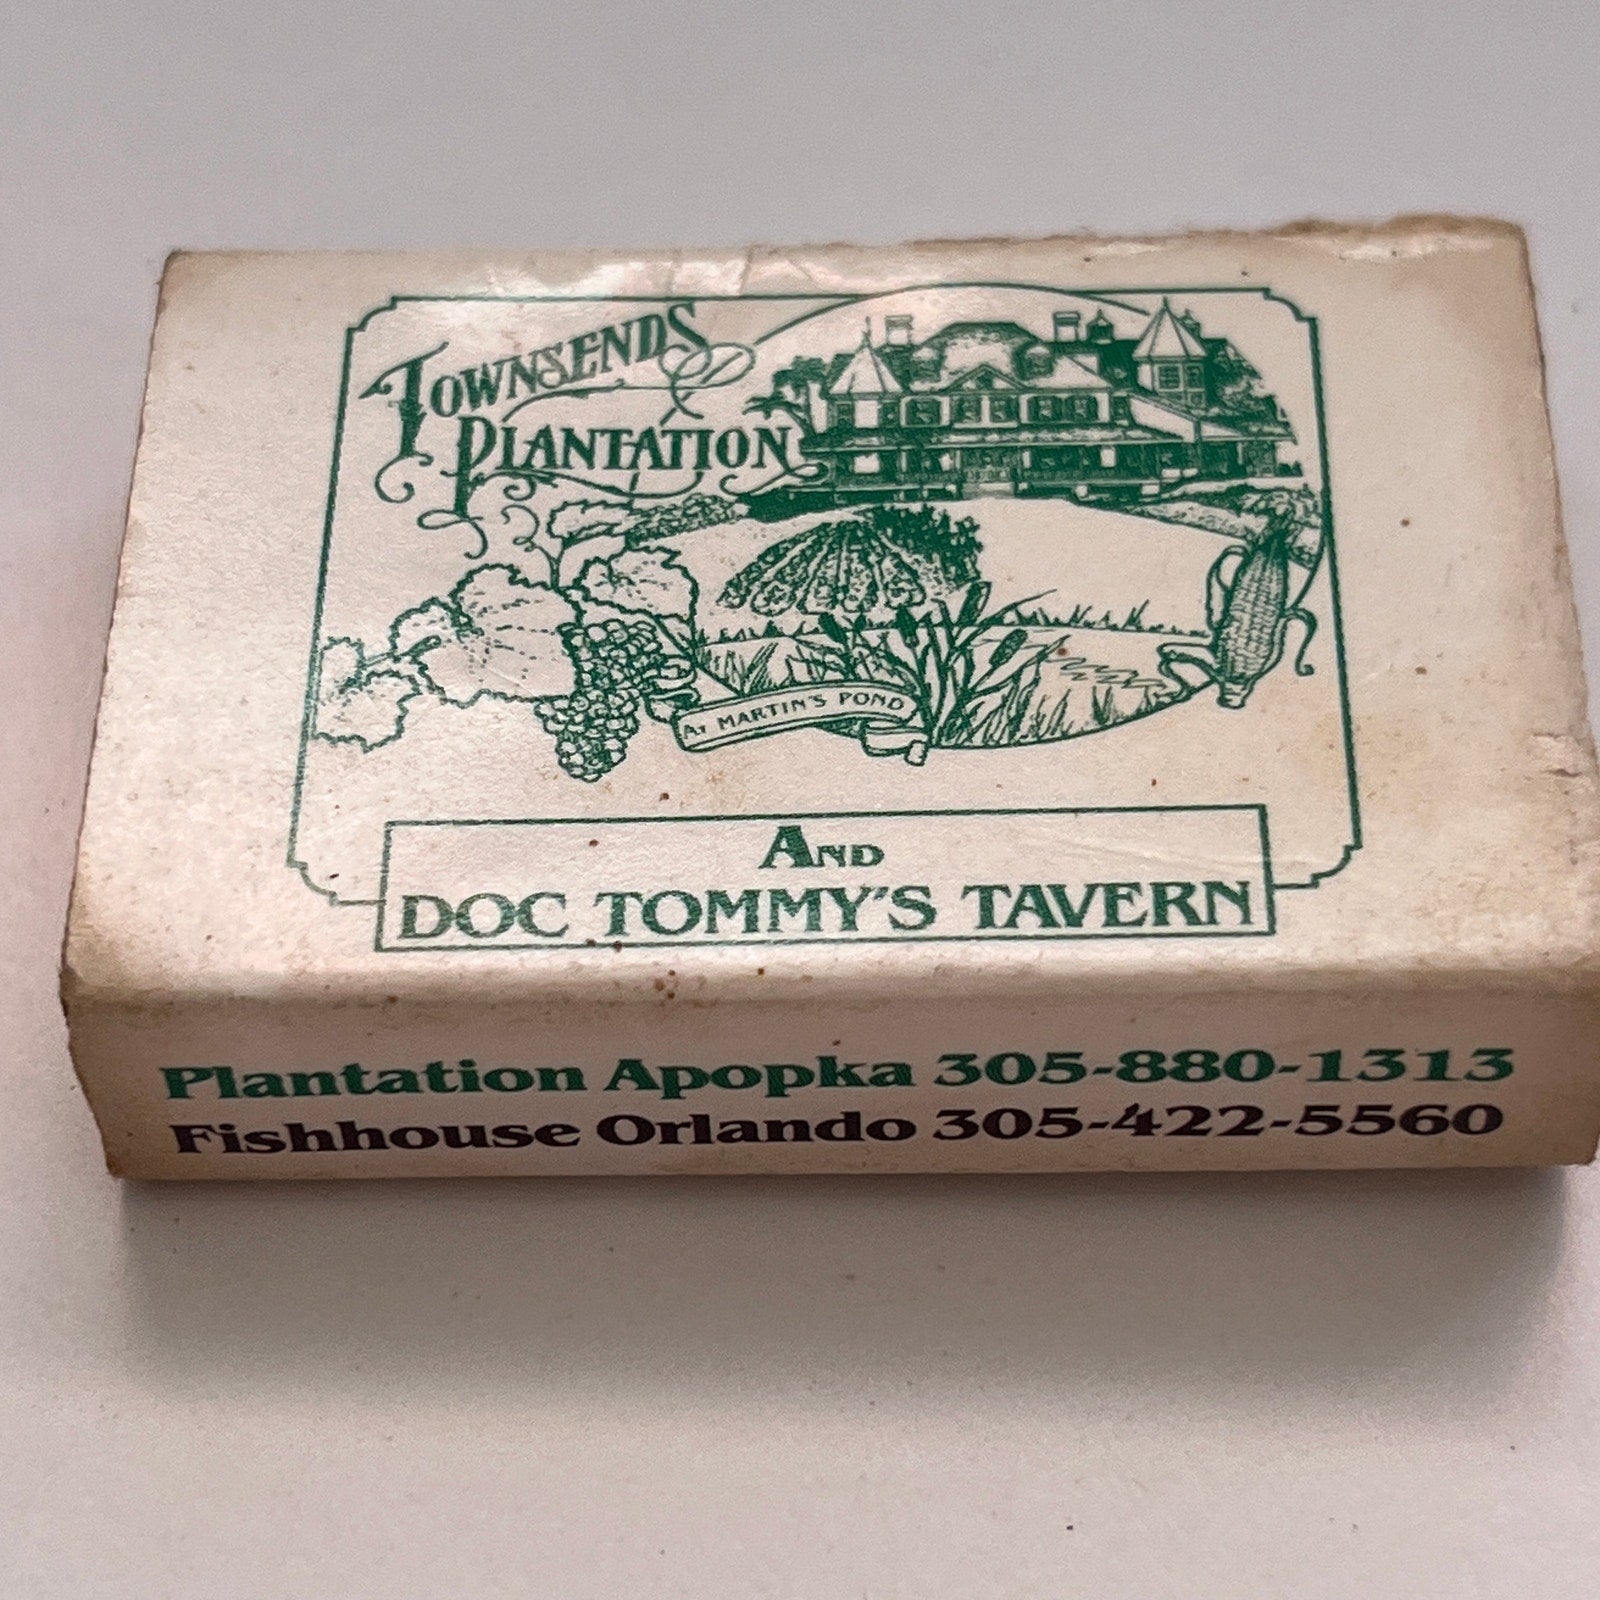 TOWNSENDS
PLANTATION
AT MARTIN'S POND
AND
DOC TOMMY'S TAVERN
Plantation Apopka 305-880-1313
Fishhouse Orlando 305-422-5560